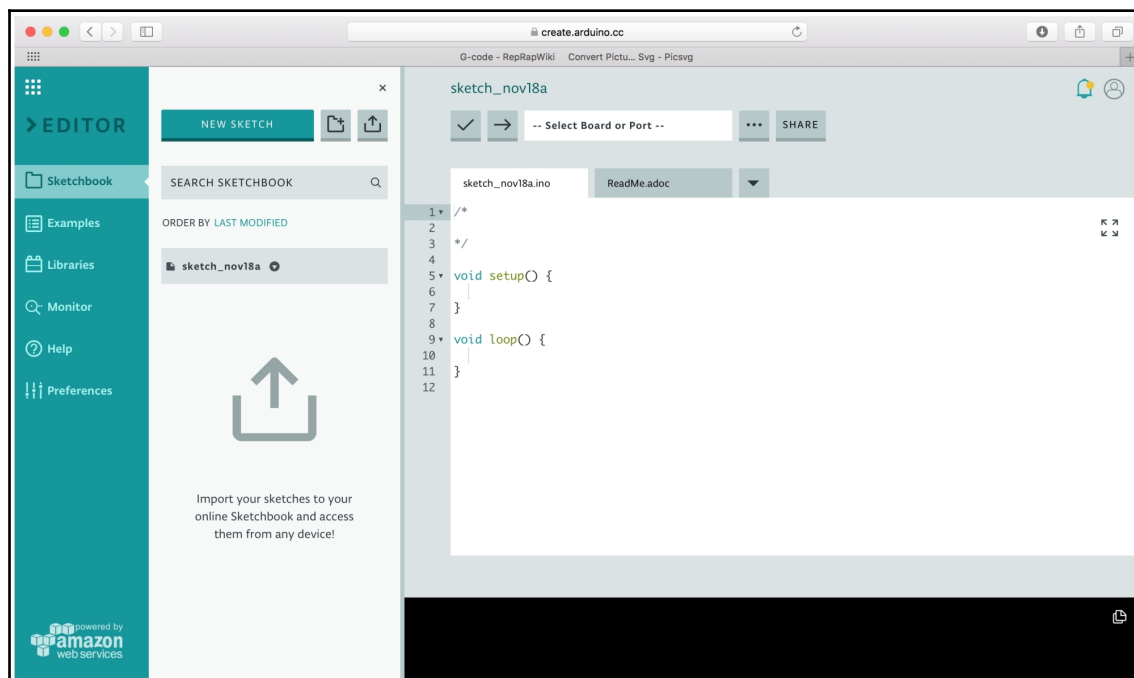 create.arduino.cc
G-code - RepRapWiki Convert Pictu... Svg - Picsvg
>EDITOR
Sketchbook
Examples
Libraries
Monitor
Help
Preferences
powered by
amazon
web services
×
NEW SKETCH
SEARCH SKETCHBOOK
ORDER BY LAST MODIFIED
sketch_nov18a
Import your sketches to your
online Sketchbook and access
them from any device!
sketch_nov18a
-- Select Board or Port -- ••• SHARE
sketch_nov18a.ino ReadMe.adoc
1 /*
2
3 */
4
5 void setup() {
6
7 }
8
9 void loop() {
10
11 }
12